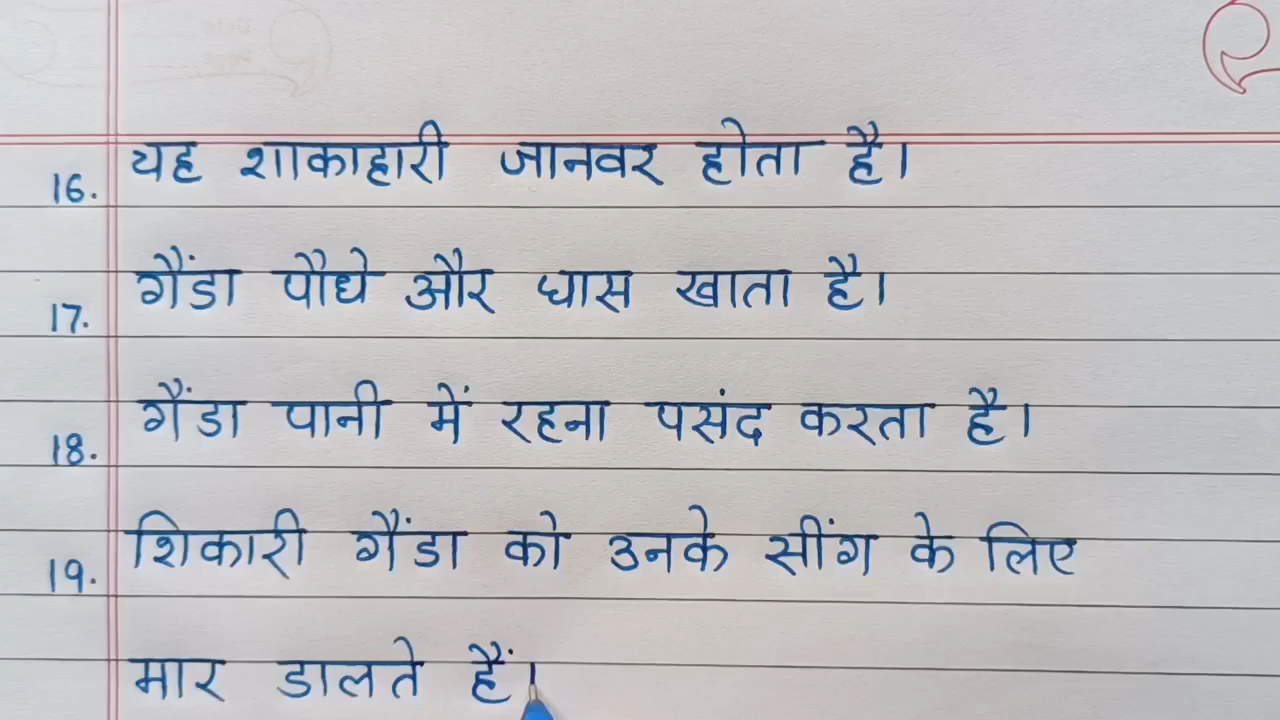 16. यह शाकाहारी जानवर होता है।
17. गैंडा पौधे और घास खाता है।
18. गैंडा पानी में रहना पसंद करता है।
19. शिकारी गैंडा को उनके सींग के लिए
मार डालते हैं।